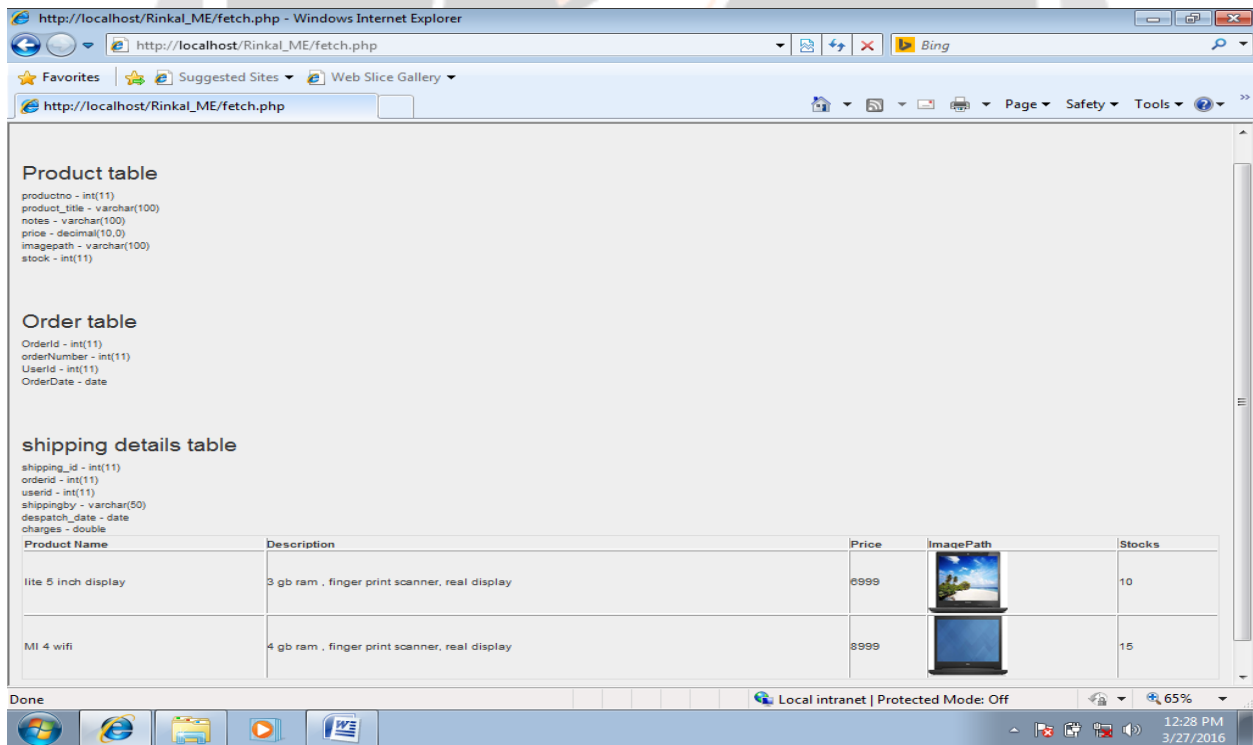 http://localhost/Rinkal_ME/fetch.php - Windows Internet Explorer
http://localhost/Rinkal_ME/fetch.php
Bing
Favorites Suggested Sites Web Slice Gallery
http://localhost/Rinkal_ME/fetch.php
Page Safety Tools
Product table
productno - int(11)
product_title - varchar(100)
notes - varchar(100)
price - decimal(10,0)
imagepath - varchar(100)
stock - int(11)
Order table
OrderId - int(11)
orderNumber - int(11)
UserId - int(11)
OrderDate - date
shipping details table
shipping_id - int(11)
orderid - int(11)
userid - int(11)
shippingby - varchar(50)
despatch_date - date
charges - double
Product Name Description Price ImagePath Stocks
lite 5 inch display 3 gb ram , finger print scanner, real display 6999 10
MI 4 wifi 4 gb ram , finger print scanner, real display 8999 15
Done Local intranet | Protected Mode: Off 65%
12:28 PM
3/27/2016